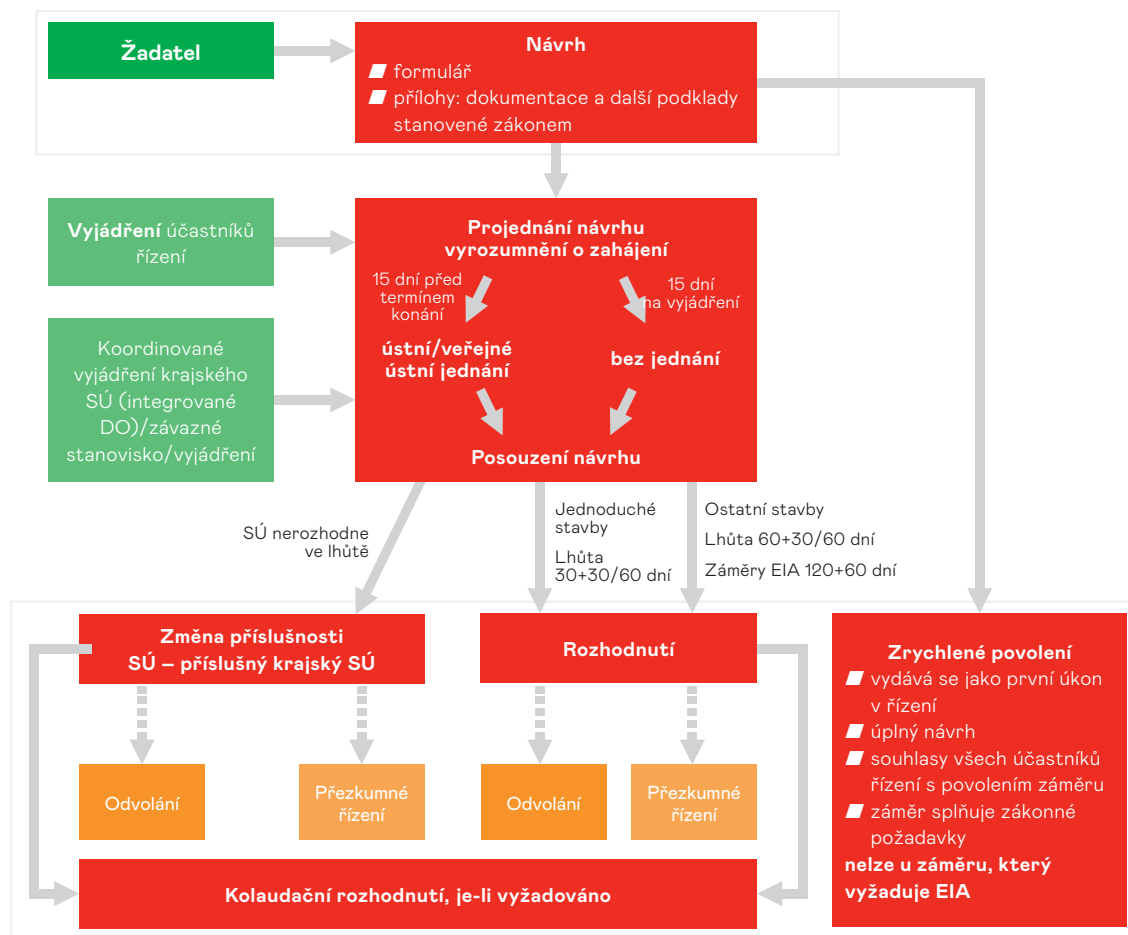 Žadatel
Návrh
formulář
přílohy: dokumentace a další podklady
stanovené zákonem
Vyjádření účastníků
řízení
Projednání návrhu
vyrozumnění o zahájení
15 dní před
termínem
konání
15 dní
na vyjádření
ústní/veřejné
ústní jednání
bez jednání
Posouzení návrhu
Koordinované
vyjádření krajského
SÚ (integrované
DO)/závazné
stanovisko/vyjádření
SÚ nerozhodne
ve lhůtě
Jednoduché
stavby
Lhůta
30+30/60 dní
Ostatní stavby
Lhůta 60+30/60 dní
Záměry EIA 120+60 dní
Změna příslušnosti
SÚ – příslušný krajský SÚ
Rozhodnutí
Zrychlené povolení
vydává se jako první úkon
v řízení
úplný návrh
souhlasy všech účastníků
řízení s povolením záměru
záměr splňuje zákonné
požadavky
nelze u záměru, který
vyžaduje EIA
Odvolání
Přezkumné
řízení
Odvolání
Přezkumné
řízení
Kolaudační rozhodnutí, je-li vyžadováno